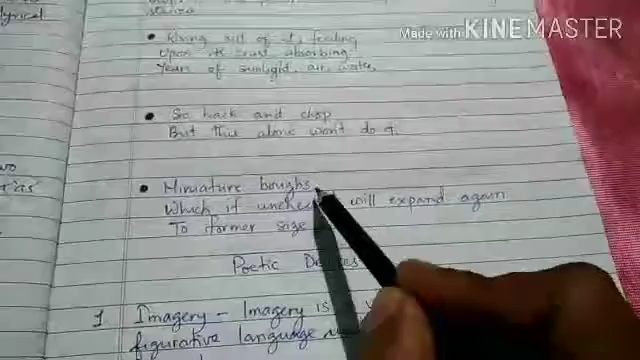 Made with KINEMASTER
lyrical
stanza
• Rising out of it, feeding
Upon its crust absorbing
Years of sunlight, air, water,
• So hack and chop
But this alone won't do it.
• Miniature boughs
Which if will expand again
To former size
Poetic
1 Imagery – Imagery is
figurative language